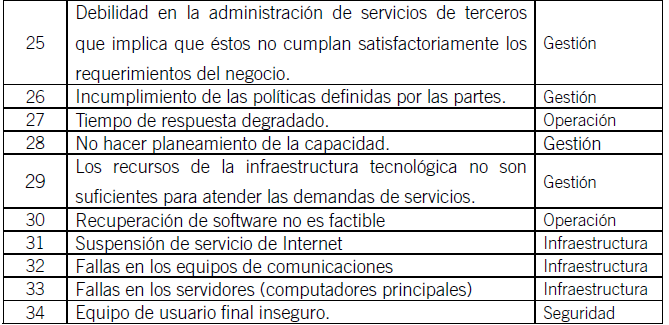 25 Debilidad en la administración de servicios de terceros que implica que éstos no cumplan satisfactoriamente los requerimientos del negocio. Gestión
26 Incumplimiento de las políticas definidas por las partes. Gestión
27 Tiempo de respuesta degradado. Operación
28 No hacer planeamiento de la capacidad. Gestión
29 Los recursos de la infraestructura tecnológica no son suficientes para atender las demandas de servicios. Gestión
30 Recuperación de software no es factible Operación
31 Suspensión de servicio de Internet Infraestructura
32 Fallas en los equipos de comunicaciones Infraestructura
33 Fallas en los servidores (computadores principales) Infraestructura
34 Equipo de usuario final inseguro. Seguridad